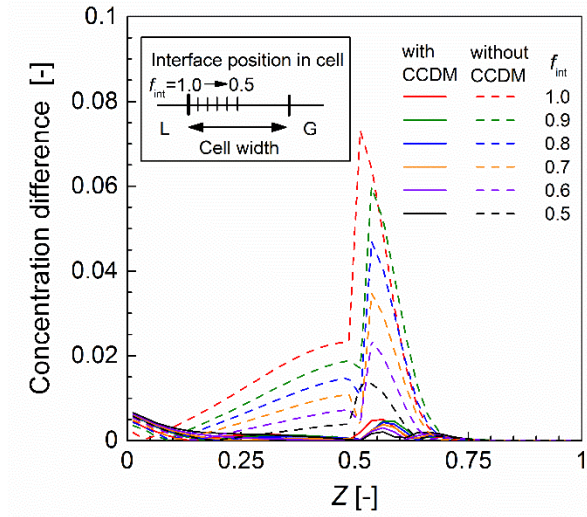 0.1
0.08
0.06
0.04
0.02
0
Concentration difference [-]
Interface position in cell
f_int=1.0→0.5
L
G
Cell width
with CCDM
without CCDM
f_int
1.0
0.9
0.8
0.7
0.6
0.5
0 0.25 0.5 0.75 1
Z [-]